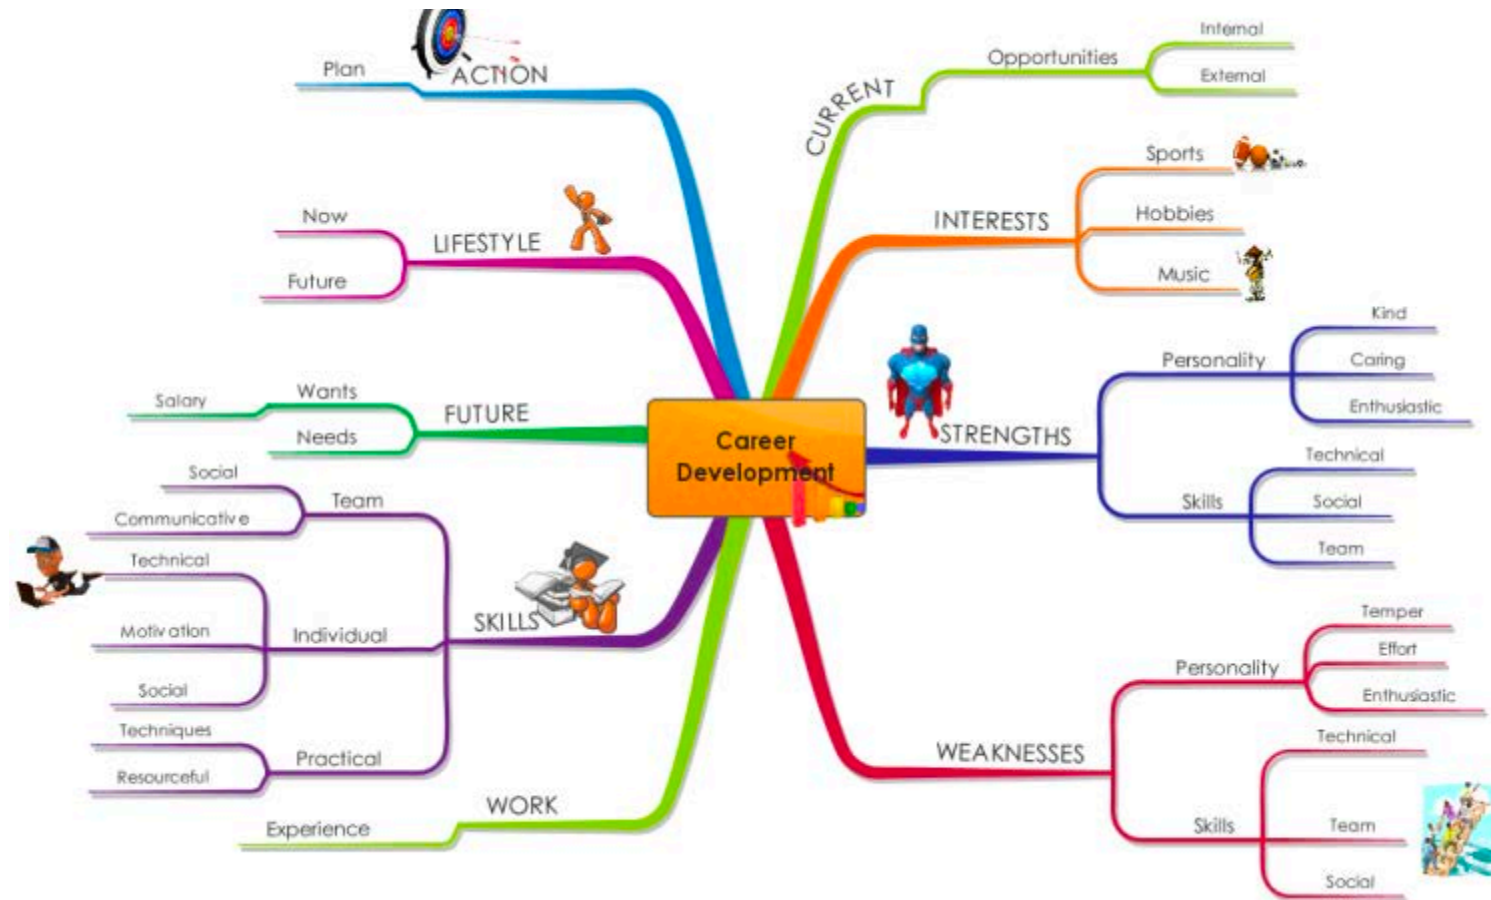 ACTION
Plan
LIFESTYLE
Now
Future
FUTURE
Wants
Salary
Needs
SKILLS
Team
Social
Communicative
Individual
Technical
Motivation
Social
Practical
Techniques
Resourceful
WORK
Experience
Career
Development
CURRENT
Opportunities
Internal
External
INTERESTS
Sports
Hobbies
Music
STRENGTHS
Personality
Kind
Caring
Enthusiastic
Skills
Technical
Social
Team
WEAKNESSES
Personality
Temper
Effort
Enthusiastic
Skills
Technical
Team
Social